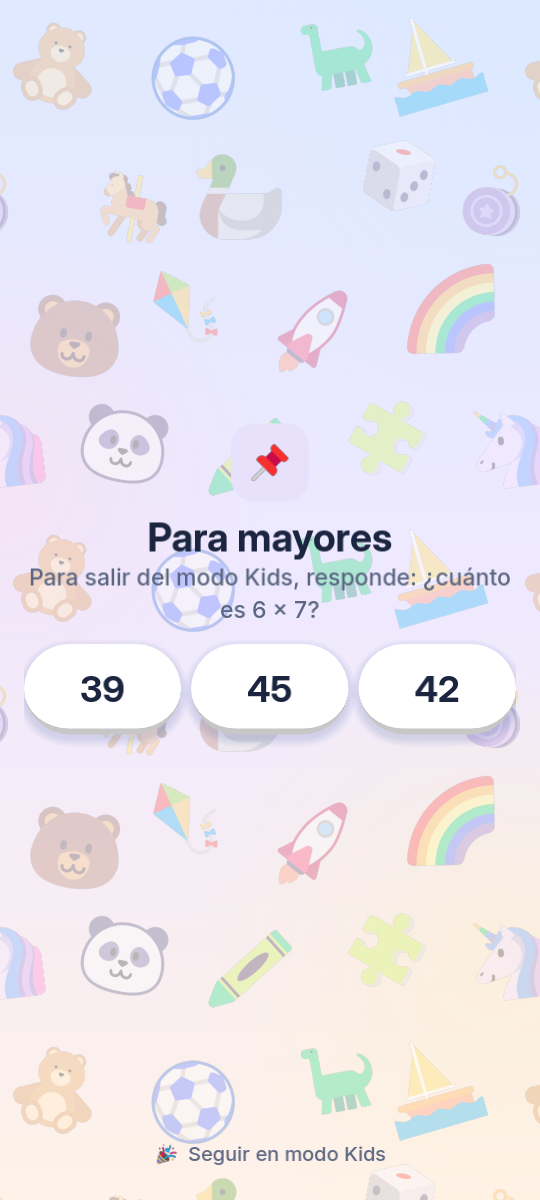 Para mayores
Para salir del modo Kids, responde: ¿cuánto
es 6 × 7?
39 45 42
Seguir en modo Kids